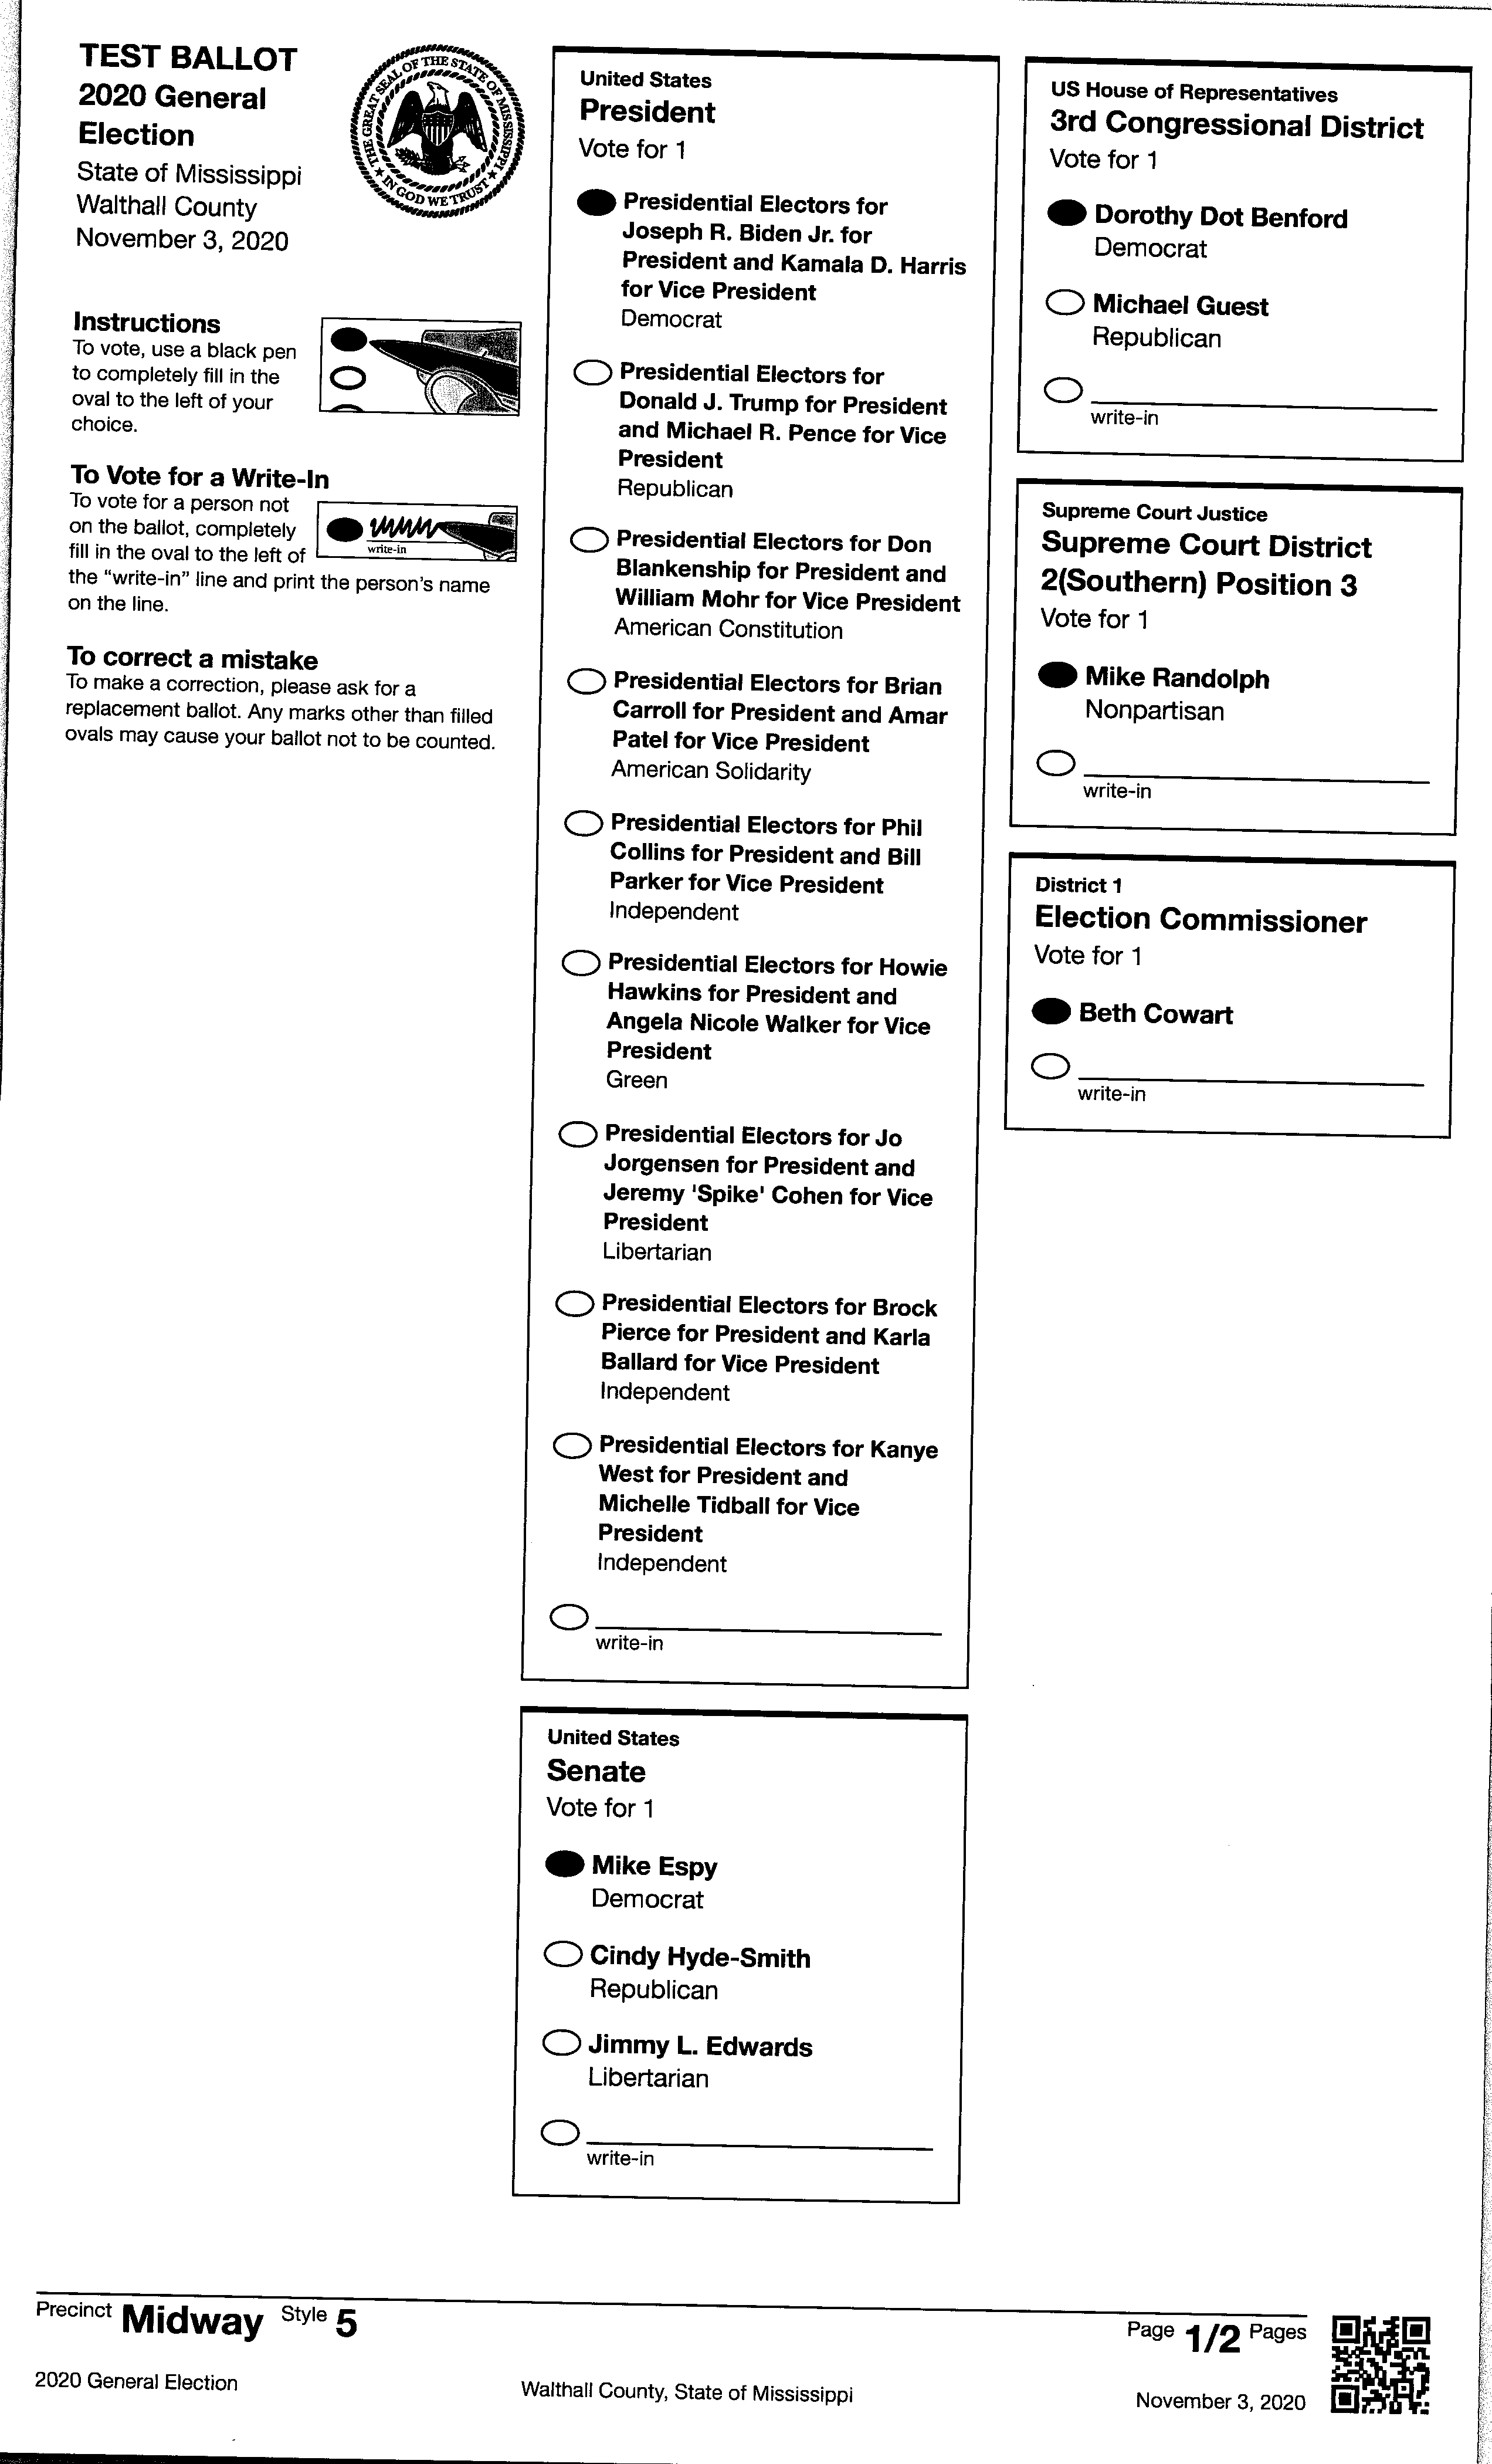 TEST BALLOT
2020 General
Election
State of Mississippi
Walthall County
November 3, 2020
★ THE GREAT SEAL OF THE STATE OF MISSISSIPPI ★
IN GOD WE TRUST
Instructions
To vote, use a black pen
to completely fill in the
oval to the left of your
choice.
To Vote for a Write-In
To vote for a person not
on the ballot, completely
fill in the oval to the left of
the “write-in” line and print the person’s name
on the line.
write-in
To correct a mistake
To make a correction, please ask for a
replacement ballot. Any marks other than filled
ovals may cause your ballot not to be counted.
United States
President
Vote for 1
Presidential Electors for
Joseph R. Biden Jr. for
President and Kamala D. Harris
for Vice President
Democrat
Presidential Electors for
Donald J. Trump for President
and Michael R. Pence for Vice
President
Republican
Presidential Electors for Don
Blankenship for President and
William Mohr for Vice President
American Constitution
Presidential Electors for Brian
Carroll for President and Amar
Patel for Vice President
American Solidarity
Presidential Electors for Phil
Collins for President and Bill
Parker for Vice President
Independent
Presidential Electors for Howie
Hawkins for President and
Angela Nicole Walker for Vice
President
Green
Presidential Electors for Jo
Jorgensen for President and
Jeremy 'Spike' Cohen for Vice
President
Libertarian
Presidential Electors for Brock
Pierce for President and Karla
Ballard for Vice President
Independent
Presidential Electors for Kanye
West for President and
Michelle Tidball for Vice
President
Independent
write-in
United States
Senate
Vote for 1
Mike Espy
Democrat
Cindy Hyde-Smith
Republican
Jimmy L. Edwards
Libertarian
write-in
US House of Representatives
3rd Congressional District
Vote for 1
Dorothy Dot Benford
Democrat
Michael Guest
Republican
write-in
Supreme Court Justice
Supreme Court District
2(Southern) Position 3
Vote for 1
Mike Randolph
Nonpartisan
write-in
District 1
Election Commissioner
Vote for 1
Beth Cowart
write-in
Precinct Midway Style 5
Page 1/2 Pages
2020 General Election
Walthall County, State of Mississippi
November 3, 2020